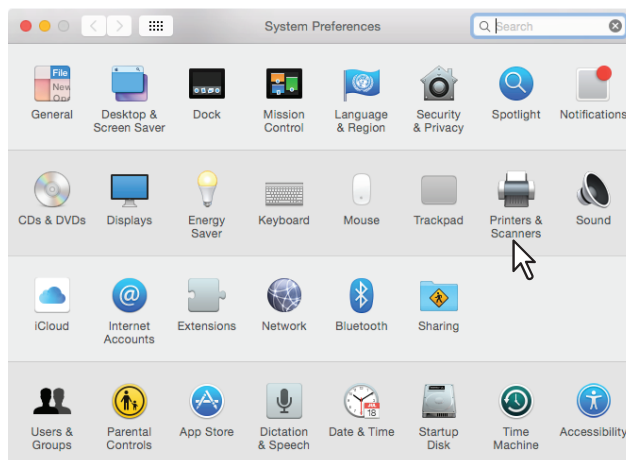 System Preferences
Search
File
New
General
Desktop &
Screen Saver
Dock
Mission
Control
Language
& Region
Security
& Privacy
Spotlight
Notifications
CDs & DVDs
Displays
Energy
Saver
Keyboard
Mouse
Trackpad
Printers &
Scanners
Sound
iCloud
@
Internet
Accounts
Extensions
Network
Bluetooth
Sharing
Users &
Groups
Parental
Controls
App Store
Dictation
& Speech
18
Date & Time
Startup
Disk
Time
Machine
Accessibility